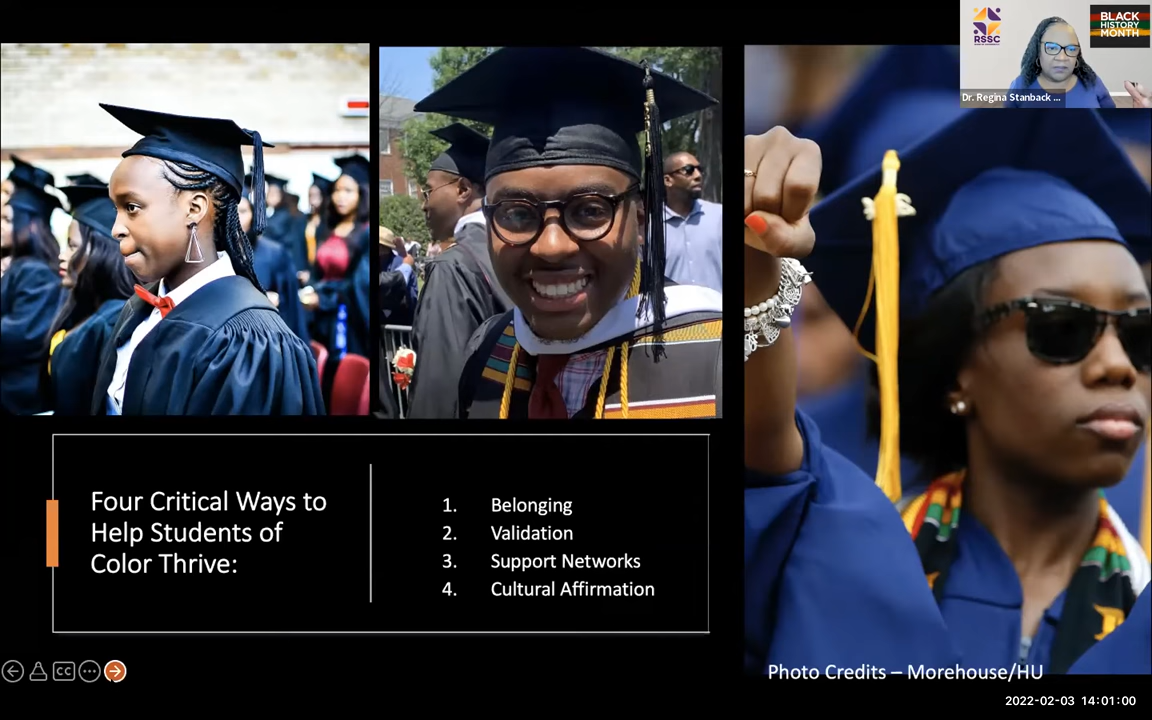 RSSC
BLACK
HISTORY
MONTH
Dr. Regina Stanback ...
Four Critical Ways to
Help Students of
Color Thrive:
1. Belonging
2. Validation
3. Support Networks
4. Cultural Affirmation
CC
Photo Credits – Morehouse/HU
2022-02-03 14:01:00